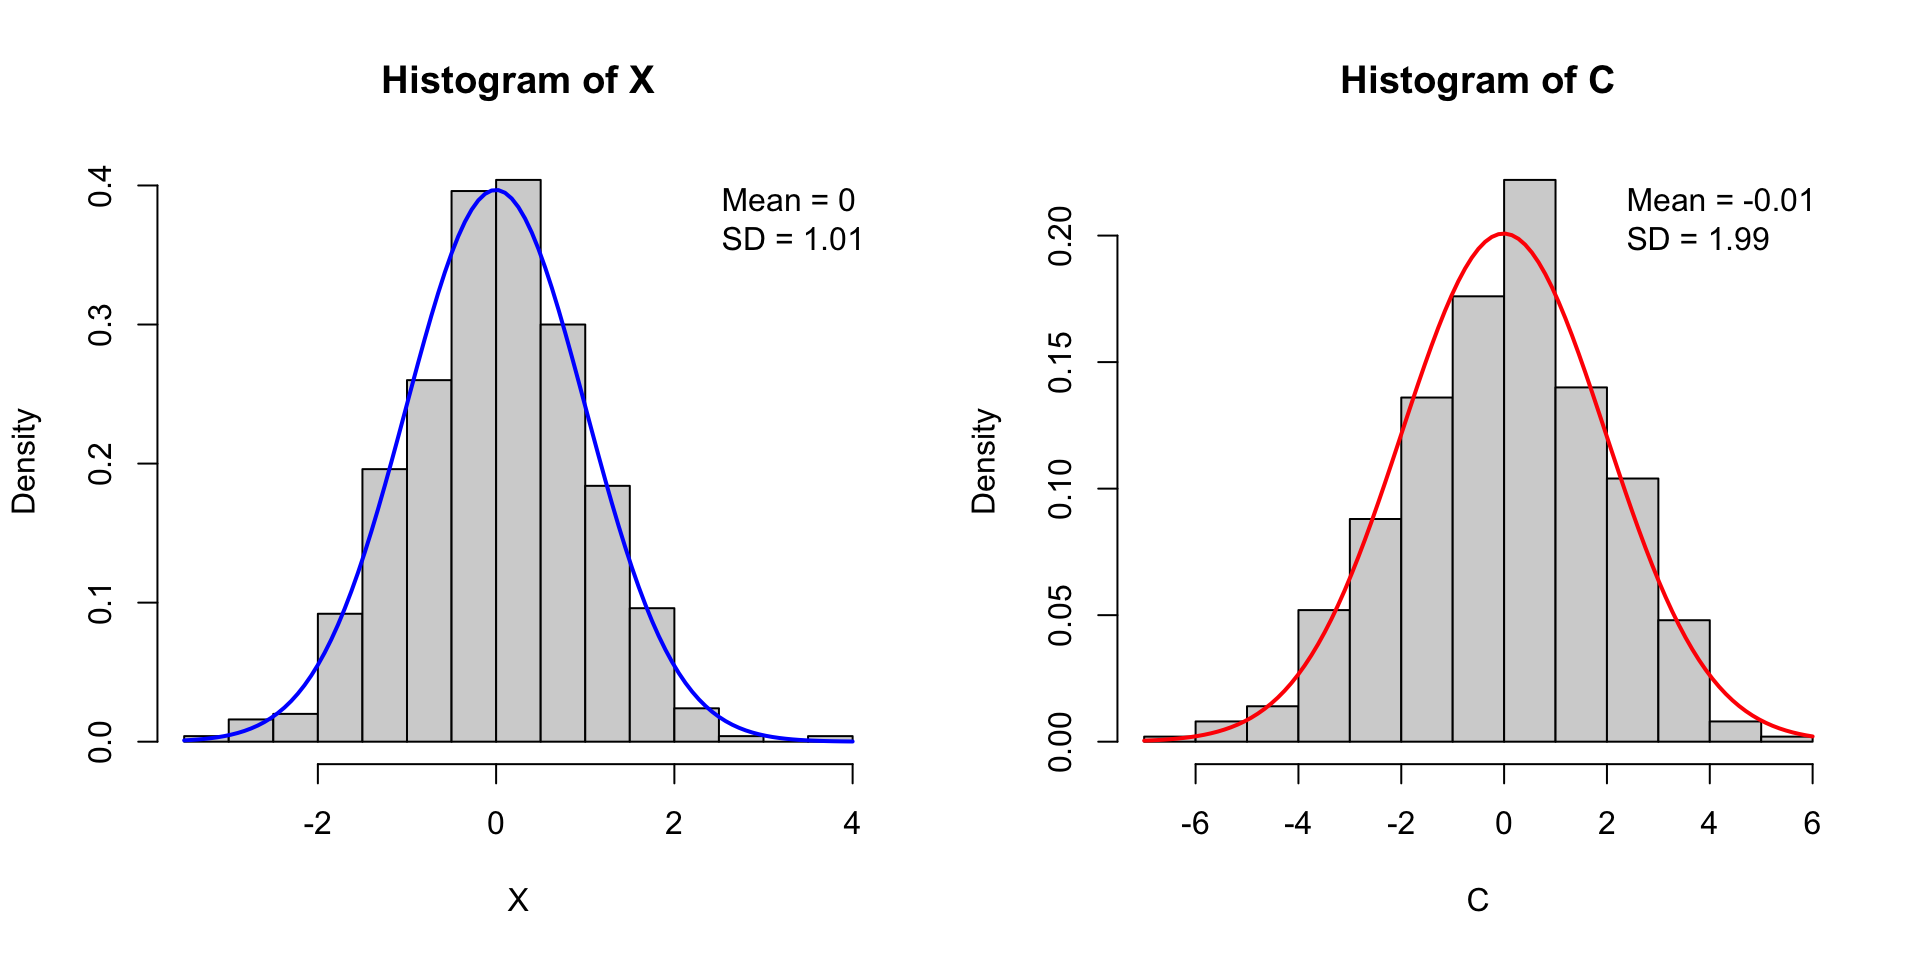 Histogram of X
Mean = 0
SD = 1.01
Density
0.0
0.1
0.2
0.3
0.4
-2
0
2
4
X
Histogram of C
Mean = -0.01
SD = 1.99
Density
0.00
0.05
0.10
0.15
0.20
-6
-4
-2
0
2
4
6
C